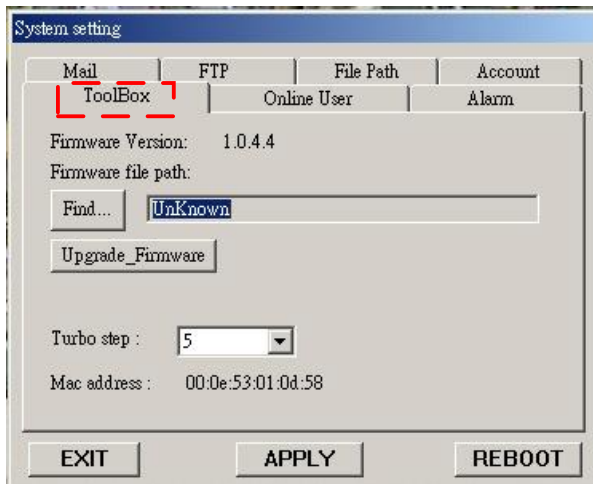 System setting
Mail FTP File Path Account
ToolBox Online User Alarm
Firmware Version: 1.0.4.4
Firmware file path:
Find... UnKnown
Upgrade_Firmware
Turbo step : 5
Mac address : 00:0e:53:01:0d:58
EXIT APPLY REBOOT